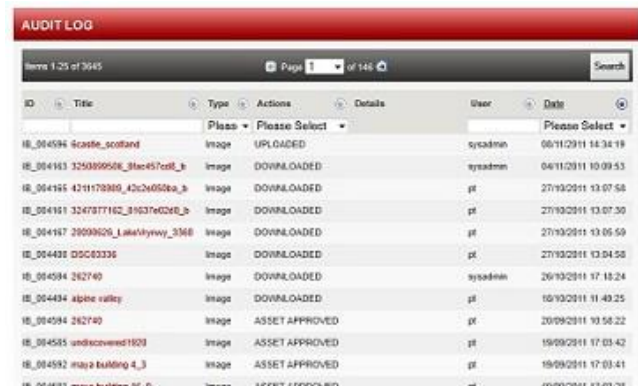 AUDIT LOG
Items 1-25 of 3645 Page 1 of 146 Search
ID Title Type Actions Details User Date
Pleas Please Select Please Select
IB_004596 6castle_scotland Image UPLOADED sysadmin 08/11/2011 14:34:19
IB_004163 Image DOWNLOADED sysadmin 04/11/2011 10:09:53
IB_004165 Image DOWNLOADED pt 27/10/2011 13:07:58
IB_004161 Image DOWNLOADED pt 27/10/2011 13:07:30
IB_004167 Image DOWNLOADED pt 27/10/2011 13:05:59
DSC03336 Image DOWNLOADED pt 27/10/2011 13:04:58
IB_004594 262740 Image DOWNLOADED sysadmin 26/10/2011 17:18:24
IB_004494 alpine valley Image DOWNLOADED pt 18/10/2011 11:49:25
IB_004594 262740 Image ASSET APPROVED pt 20/09/2011 10:58:22
IB_004585 undiscovered1920 Image ASSET APPROVED pt 19/09/2011 17:03:42
IB_004592 maya building 4_3 Image ASSET APPROVED pt 19/09/2011 17:03:41